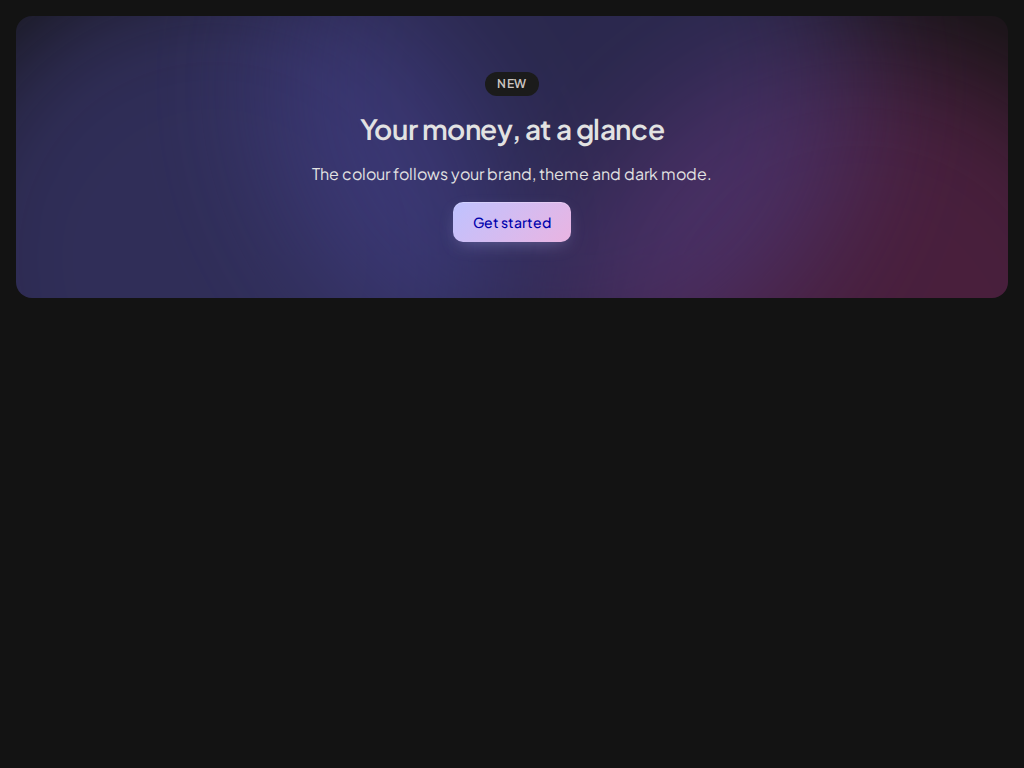 NEW
Your money, at a glance
The colour follows your brand, theme and dark mode.
Get started